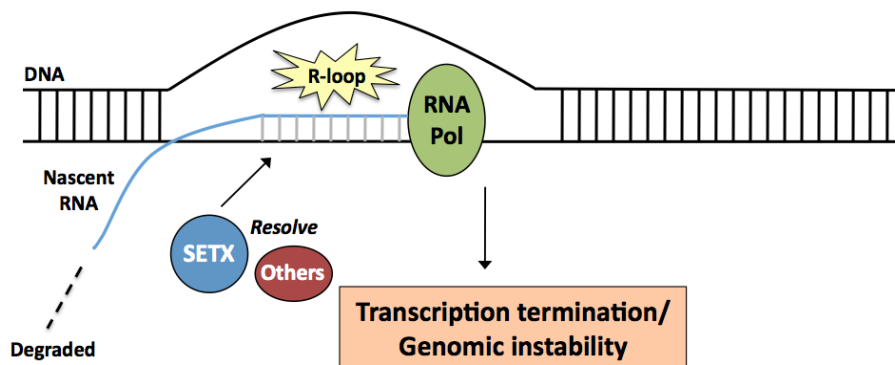 R-loop
DNA
RNA
Pol
Nascent
RNA
Resolve
SETX
Others
Degraded
Transcription termination/
Genomic instability